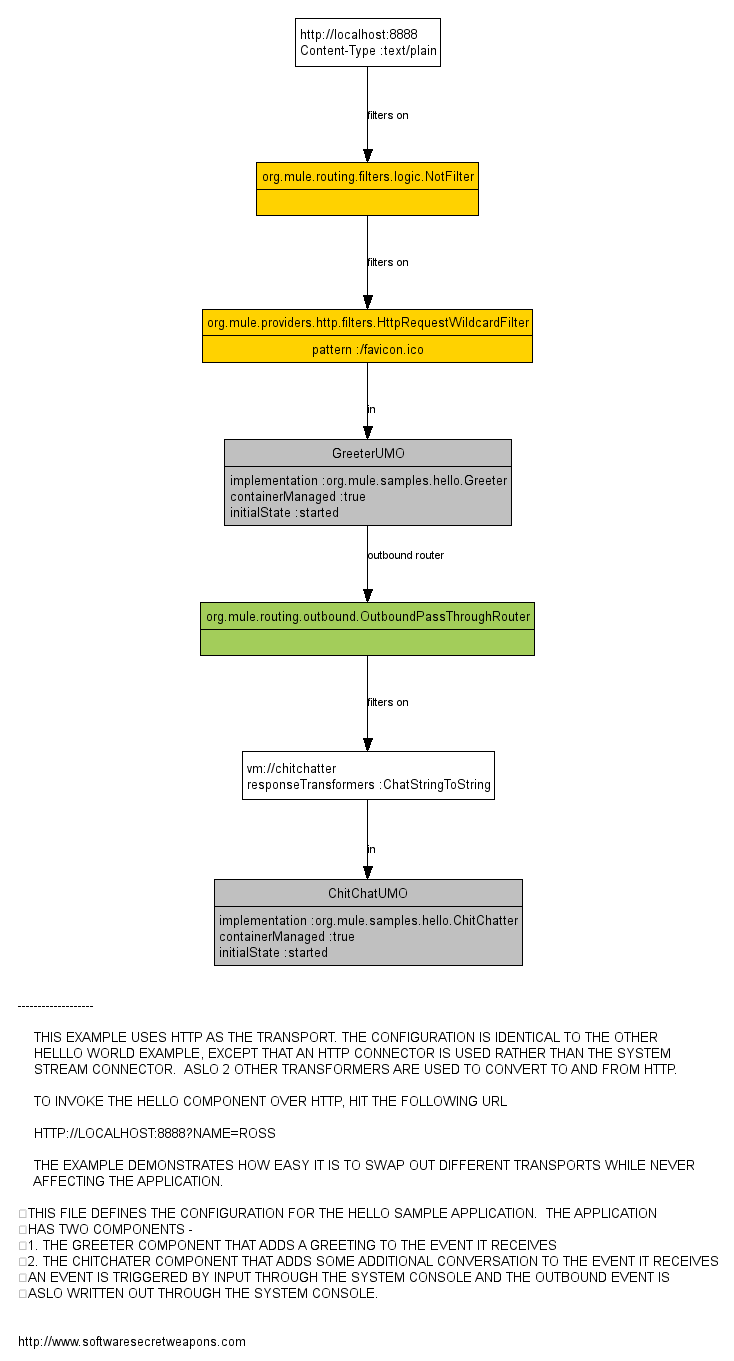 http://localhost:8888
Content-Type :text/plain
filters on
org.mule.routing.filters.logic.NotFilter
filters on
org.mule.providers.http.filters.HttpRequestWildcardFilter
pattern :/favicon.ico
in
GreeterUMO
implementation :org.mule.samples.hello.Greeter
containerManaged :true
initialState :started
outbound router
org.mule.routing.outbound.OutboundPassThroughRouter
filters on
vm://chitchatter
responseTransformers :ChatStringToString
in
ChitChatUMO
implementation :org.mule.samples.hello.ChitChatter
containerManaged :true
initialState :started
-------------------
THIS EXAMPLE USES HTTP AS THE TRANSPORT. THE CONFIGURATION IS IDENTICAL TO THE OTHER
HELLLO WORLD EXAMPLE, EXCEPT THAT AN HTTP CONNECTOR IS USED RATHER THAN THE SYSTEM
STREAM CONNECTOR.  ASLO 2 OTHER TRANSFORMERS ARE USED TO CONVERT TO AND FROM HTTP.
TO INVOKE THE HELLO COMPONENT OVER HTTP, HIT THE FOLLOWING URL
HTTP://LOCALHOST:8888?NAME=ROSS
THE EXAMPLE DEMONSTRATES HOW EASY IT IS TO SWAP OUT DIFFERENT TRANSPORTS WHILE NEVER
AFFECTING THE APPLICATION.
□THIS FILE DEFINES THE CONFIGURATION FOR THE HELLO SAMPLE APPLICATION.  THE APPLICATION
□HAS TWO COMPONENTS -
□1. THE GREETER COMPONENT THAT ADDS A GREETING TO THE EVENT IT RECEIVES
□2. THE CHITCHATER COMPONENT THAT ADDS SOME ADDITIONAL CONVERSATION TO THE EVENT IT RECEIVES
□AN EVENT IS TRIGGERED BY INPUT THROUGH THE SYSTEM CONSOLE AND THE OUTBOUND EVENT IS
□ASLO WRITTEN OUT THROUGH THE SYSTEM CONSOLE.
http://www.softwaresecretweapons.com